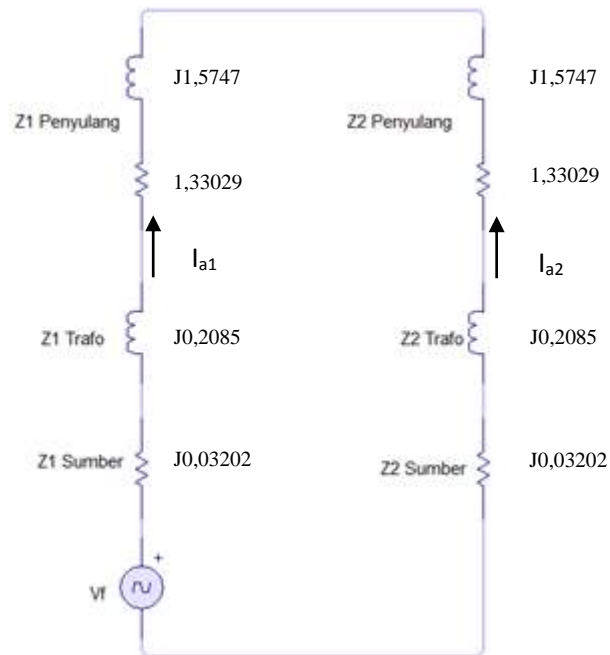 J1,5747
J1,5747
Z1 Penyulang
Z2 Penyulang
1,33029
1,33029
Ia1
Ia2
Z1 Trafo
J0,2085
Z2 Trafo
J0,2085
Z1 Sumber
J0,03202
Z2 Sumber
J0,03202
+
Vf